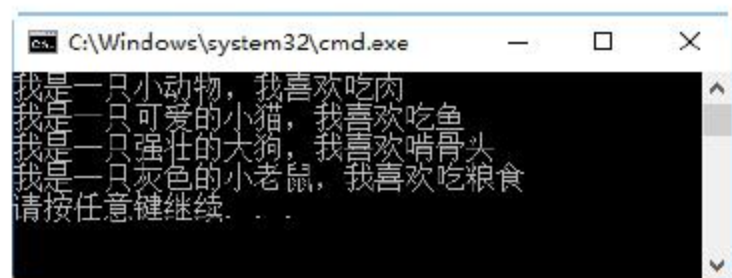 C:\Windows\system32\cmd.exe
我是一只小动物，我喜欢吃肉
我是一只可爱的小猫，我喜欢吃鱼
我是一只强壮的大狗，我喜欢啃骨头
我是一只灰色的小老鼠，我喜欢吃粮食
请按任意键继续. . .